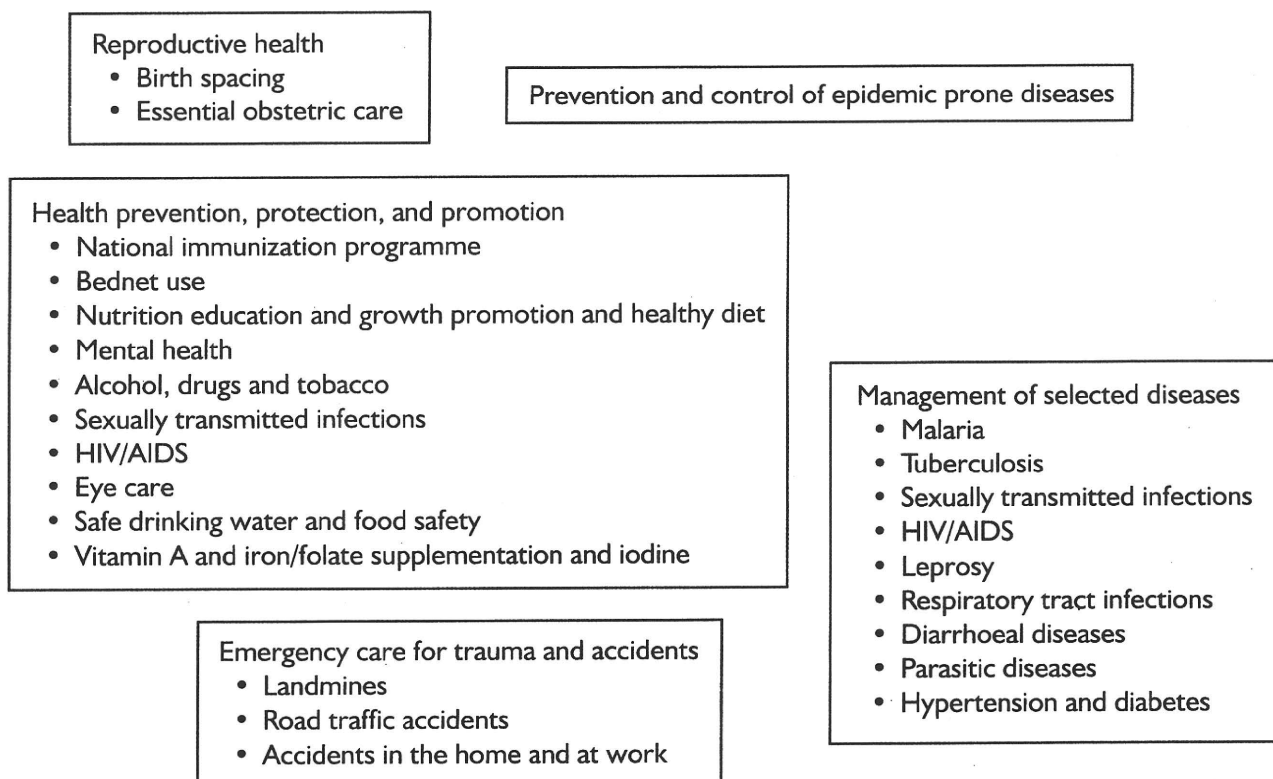 Reproductive health
• Birth spacing
• Essential obstetric care
Prevention and control of epidemic prone diseases
Health prevention, protection, and promotion
• National immunization programme
• Bednet use
• Nutrition education and growth promotion and healthy diet
• Mental health
• Alcohol, drugs and tobacco
• Sexually transmitted infections
• HIV/AIDS
• Eye care
• Safe drinking water and food safety
• Vitamin A and iron/folate supplementation and iodine
Management of selected diseases
• Malaria
• Tuberculosis
• Sexually transmitted infections
• HIV/AIDS
• Leprosy
• Respiratory tract infections
• Diarrhoeal diseases
• Parasitic diseases
• Hypertension and diabetes
Emergency care for trauma and accidents
• Landmines
• Road traffic accidents
• Accidents in the home and at work